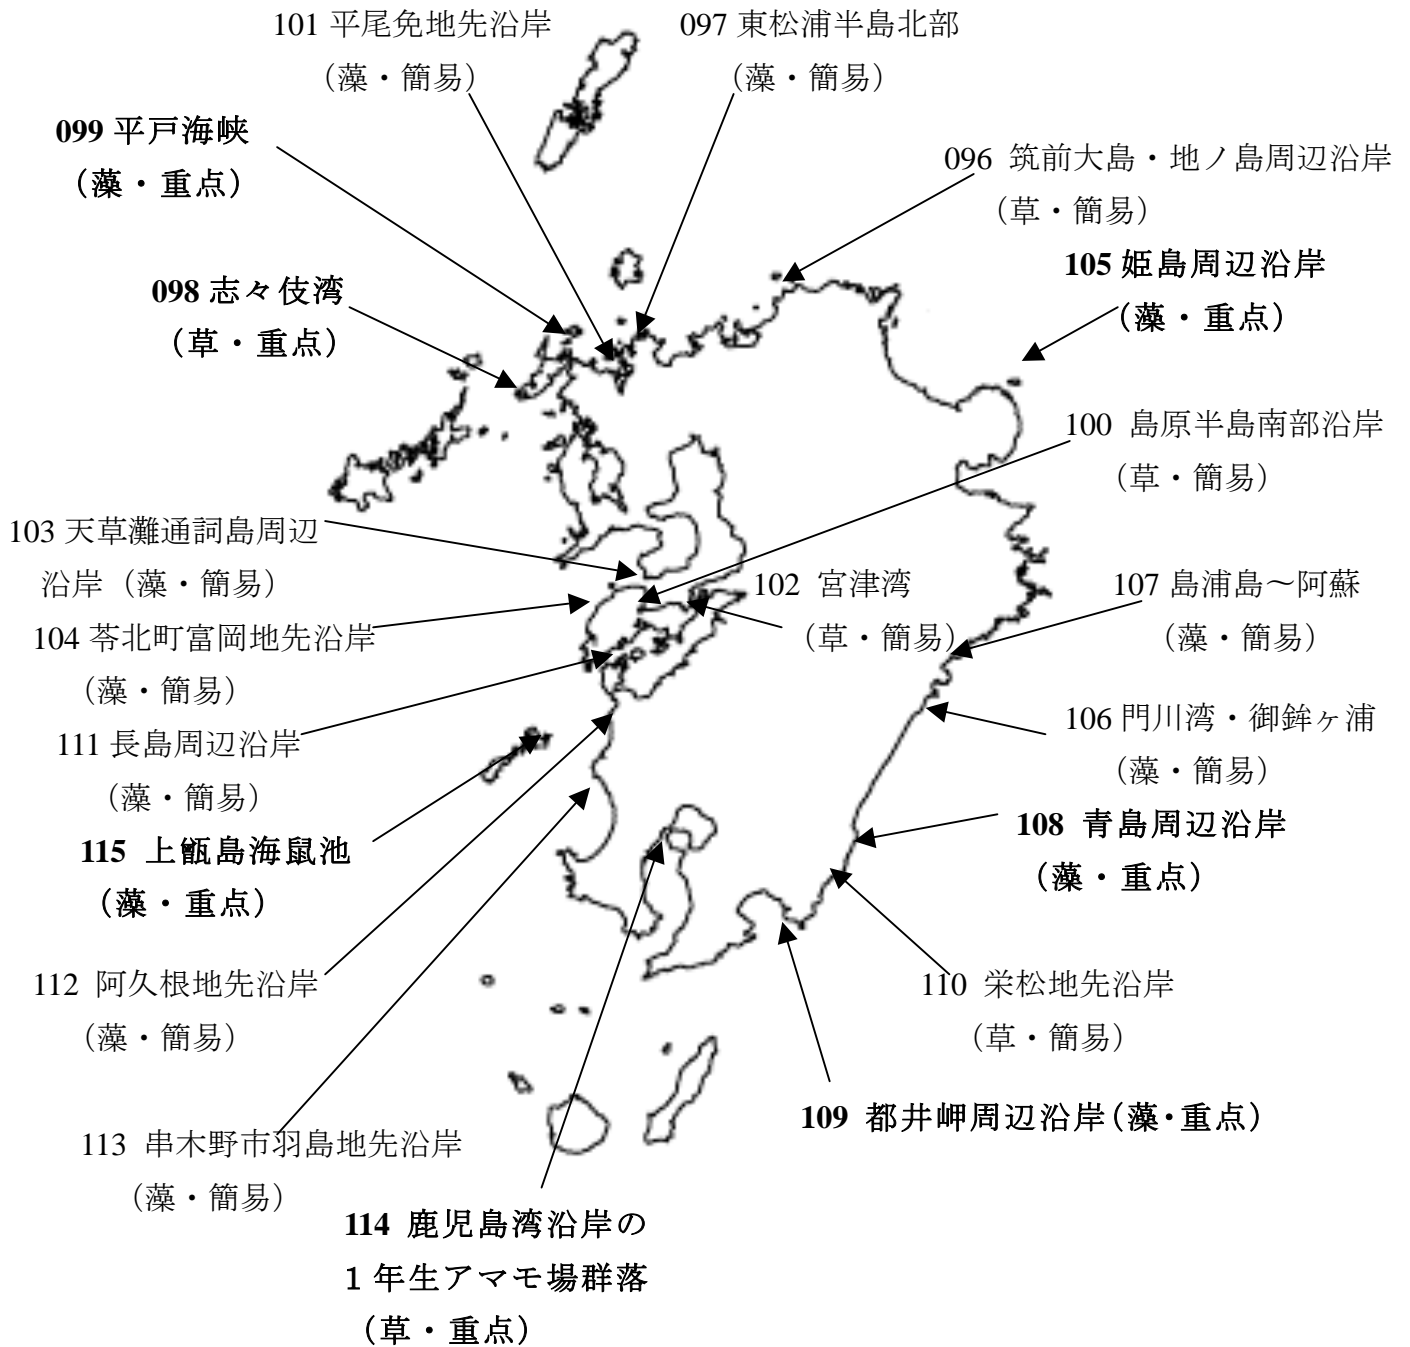 101 平尾免地先沿岸
（藻・簡易）
097 東松浦半島北部
（藻・簡易）
099 平戸海峡
（藻・重点）
096 筑前大島・地ノ島周辺沿岸
（草・簡易）
105 姫島周辺沿岸
（藻・重点）
098 志々伎湾
（草・重点）
100 島原半島南部沿岸
（草・簡易）
103 天草灘通詞島周辺
沿岸（藻・簡易）
102 宮津湾
（草・簡易）
107 島浦島～阿蘇
（藻・簡易）
104 苓北町富岡地先沿岸
（藻・簡易）
106 門川湾・御鉾ヶ浦
（藻・簡易）
111 長島周辺沿岸
（藻・簡易）
108 青島周辺沿岸
（藻・重点）
115 上甑島海鼠池
（藻・重点）
112 阿久根地先沿岸
（藻・簡易）
110 栄松地先沿岸
（草・簡易）
109 都井岬周辺沿岸（藻・重点）
113 串木野市羽島地先沿岸
（藻・簡易）
114 鹿児島湾沿岸の
１年生アマモ場群落
（草・重点）